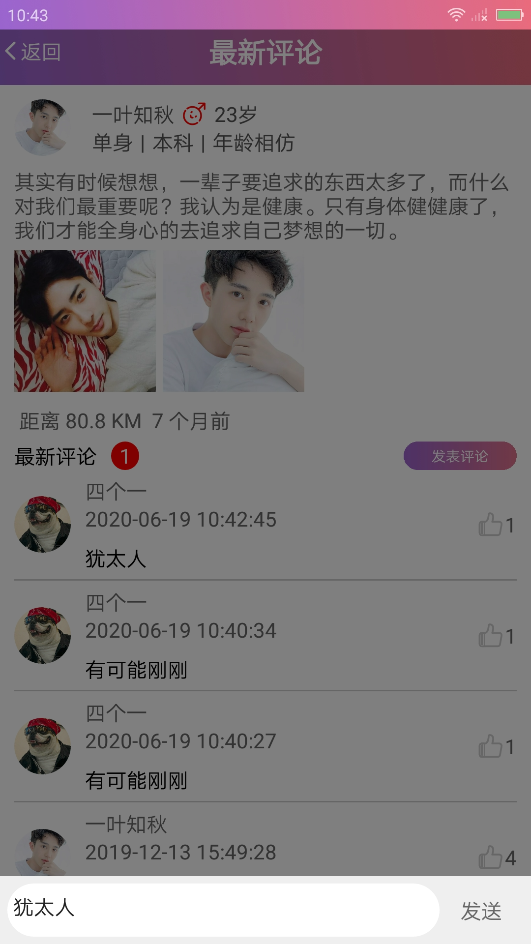 10:43
返回
最新评论
一叶知秋 23岁
单身 | 本科 | 年龄相仿
其实有时候想想，一辈子要追求的东西太多了，而什么
对我们最重要呢？我认为是健康。只有身体健健康了，
我们才能全身心的去追求自己梦想的一切。
距离 80.8 KM 7 个月前
最新评论 1
发表评论
四个一
2020-06-19 10:42:45
1
犹太人
四个一
2020-06-19 10:40:34
1
有可能刚刚
四个一
2020-06-19 10:40:27
1
有可能刚刚
一叶知秋
2019-12-13 15:49:28
4
犹太人
发送